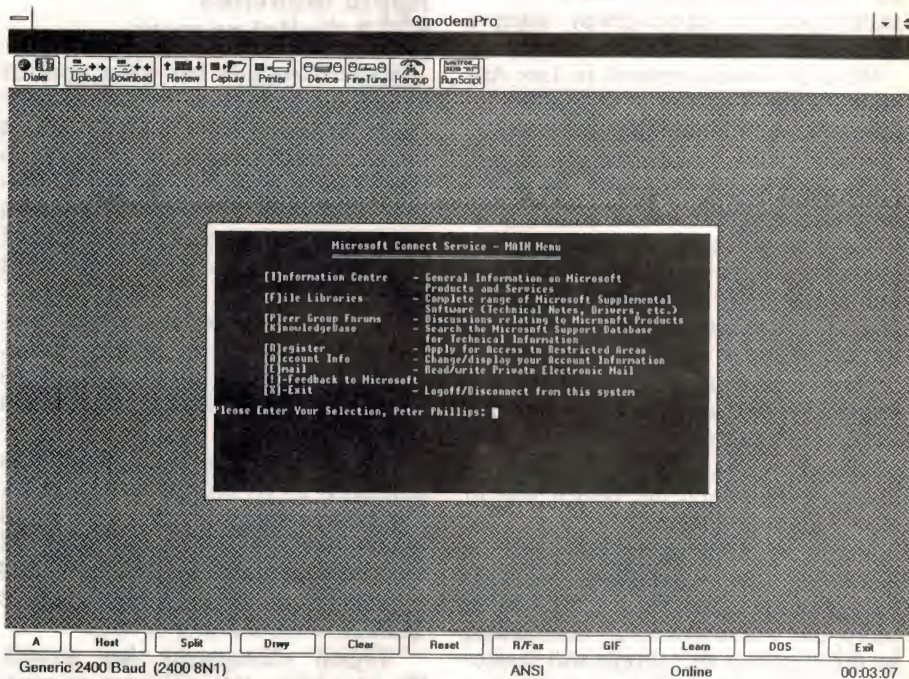 QmodemPro
Dialer Upload Download Review Capture Printer Device FineTune Hangup RunScript
Microsoft Connect Service - MAIN Menu
[I]nformation Centre - General Information on Microsoft
Products and Services
[F]ile Libraries - Complete range of Microsoft Supplemental
Software (Technical Notes, Drivers, etc.)
[P]eer Group Forums - Discussions relating to Microsoft Products
[K]nowledgeBase - Search the Microsoft Support Database
for Technical Information
[R]egister - Apply for Access to Restricted Areas
[A]ccount Info - Change/display your Account Information
[E]mail - Read/write Private Electronic Mail
[!]-Feedback to Microsoft
[X]-Exit - Logoff/Disconnect from this system
Please Enter Your Selection, Peter Phillips:
A Host Split Drwy Clear Reset R/Fax GIF Learn DOS Exit
Generic 2400 Baud (2400 8N1) ANSI Online 00:03:07